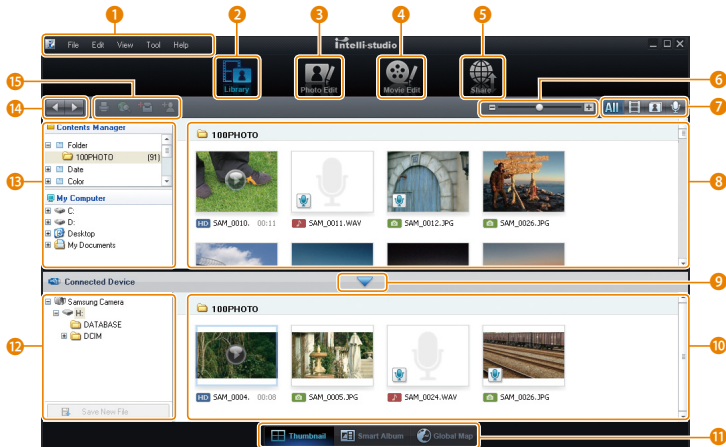 1
2
3
4
5
File Edit View Tool Help
intelli-studio
15
6
Library
Photo Edit
Movie Edit
Share
14
All
7
Contents Manager
Folder
100PHOTO (91)
Date
Color
13
My Computer
C:
D:
Desktop
My Documents
100PHOTO
HD SAM_0010. 00:11
SAM_0011.WAV
SAM_0012.JPG
SAM_0026.JPG
8
Connected Device
9
Samsung Camera
H:
DATABASE
DCIM
12
Save New File
100PHOTO
HD SAM_0004. 00:08
SAM_0005.JPG
SAM_0024.WAV
SAM_0026.JPG
10
Thumbnail
Smart Album
Global Map
11